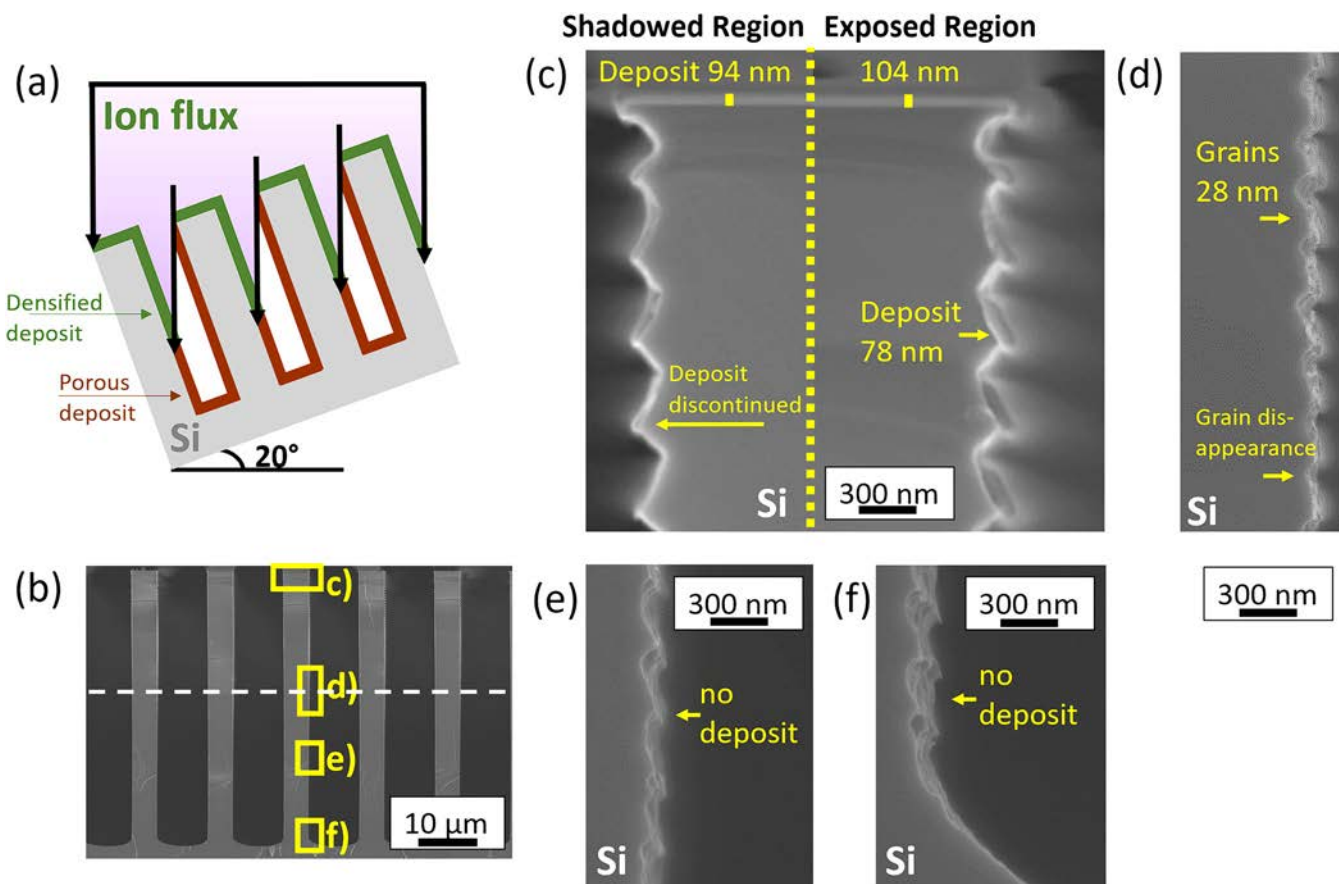 (a)
Ion flux
Densified
deposit
Porous
deposit
Si
20°
(b)
c)
d)
e)
f)
10 µm
Shadowed Region
Exposed Region
(c)
Deposit 94 nm
104 nm
Deposit
78 nm
Deposit
discontinued
Si
300 nm
(d)
Grains
28 nm
Grain dis-
appearance
Si
300 nm
(e)
300 nm
no
deposit
Si
(f)
300 nm
no
deposit
Si